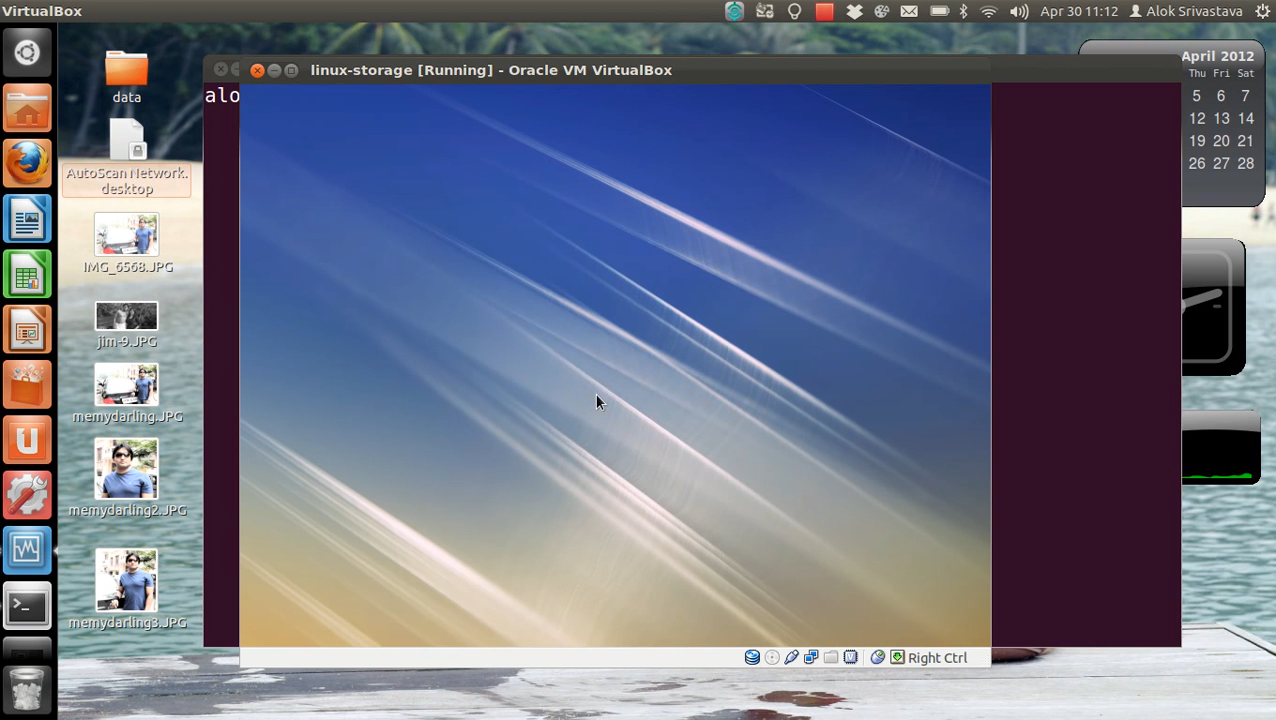 VirtualBox
Apr 30 11:12
Alok Srivastava
data
AutoScan Network.
desktop
IMG_6568.JPG
jim-9.JPG
memydarling.JPG
memydarling2.JPG
memydarling3.JPG
linux-storage [Running] - Oracle VM VirtualBox
alo
Right Ctrl
April 2012
Thu Fri Sat
5 6 7
12 13 14
19 20 21
26 27 28